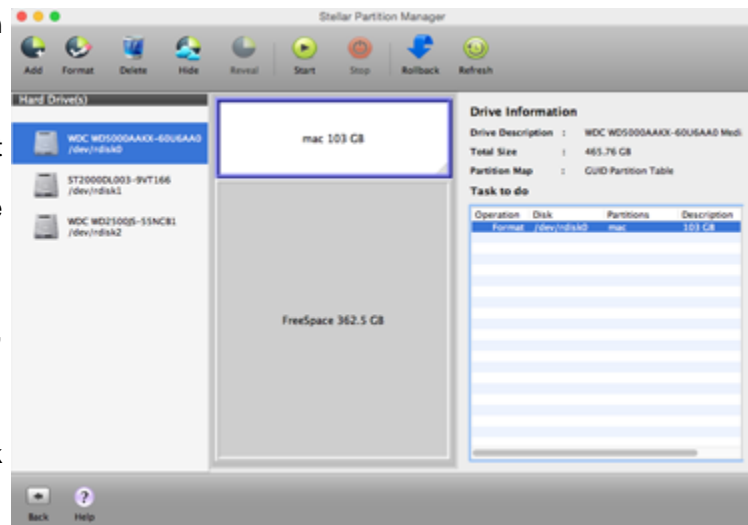 Stellar Partition Manager
Add Format Delete Hide Reveal Start Stop Rollback Refresh
Hard Drive(s)
WDC WD5000AAKX-60U6AA0
/dev/rdisk0
ST2000DL003-9VT166
/dev/rdisk1
WDC WD2500JS-55NCB1
/dev/rdisk2
mac 103 GB
FreeSpace 362.5 GB
Drive Information
Drive Description : WDC WD5000AAKX-60U6AA0 Medi
Total Size : 465.76 GB
Partition Map : GUID Partition Table
Task to do
Operation Disk Partitions Description
Format /dev/rdisk0 mac 103 GB
Back Help